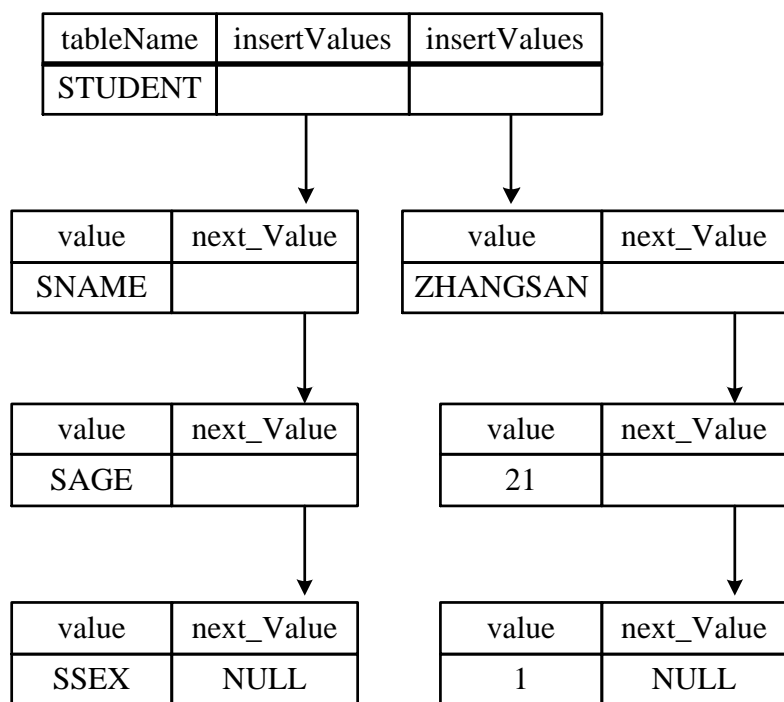 tableName insertValues insertValues
STUDENT
value next_Value value next_Value
SNAME ZHANGSAN
value next_Value value next_Value
SAGE 21
value next_Value value next_Value
SSEX NULL 1 NULL